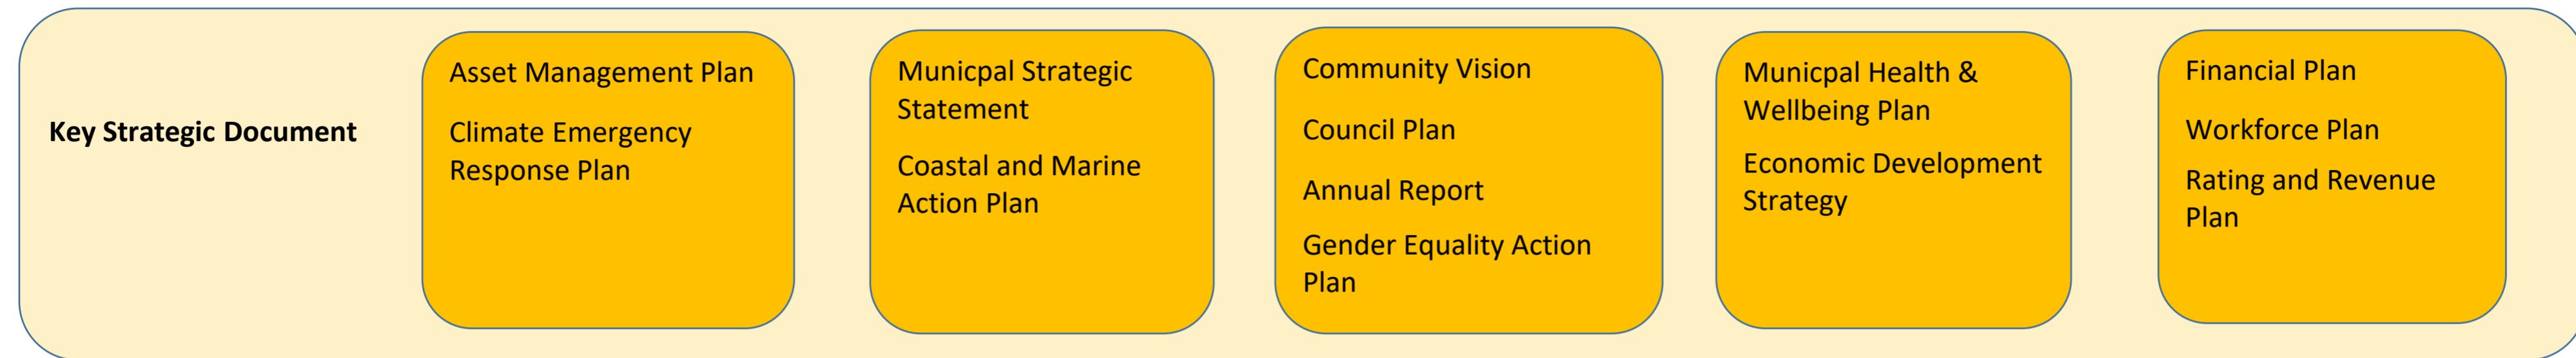 Key Strategic Document
Asset Management Plan
Climate Emergency
Response Plan
Municpal Strategic
Statement
Coastal and Marine
Action Plan
Community Vision
Council Plan
Annual Report
Gender Equality Action
Plan
Municpal Health &
Wellbeing Plan
Economic Development
Strategy
Financial Plan
Workforce Plan
Rating and Revenue
Plan